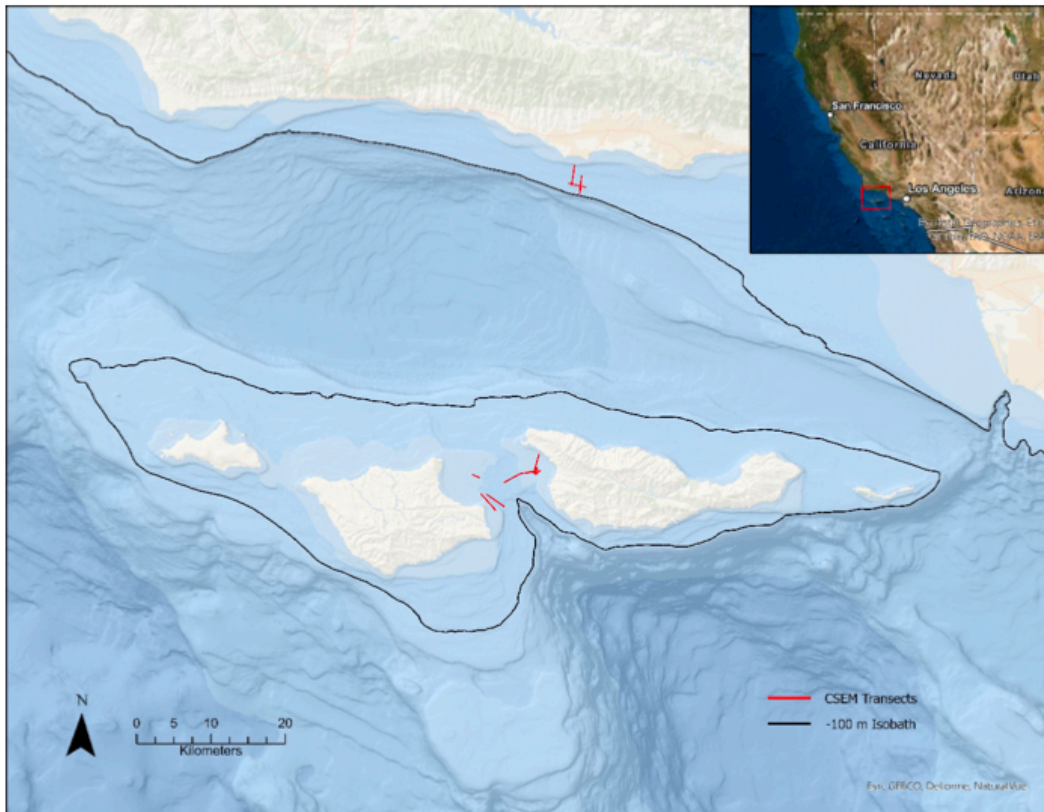 Nevada
Utah
San Francisco
California
Los Angeles
Arizona
N
0 5 10 20
Kilometers
CSEM Transects
-100 m Isobath
Esri, GEBCO, DeLorme, NaturalVue